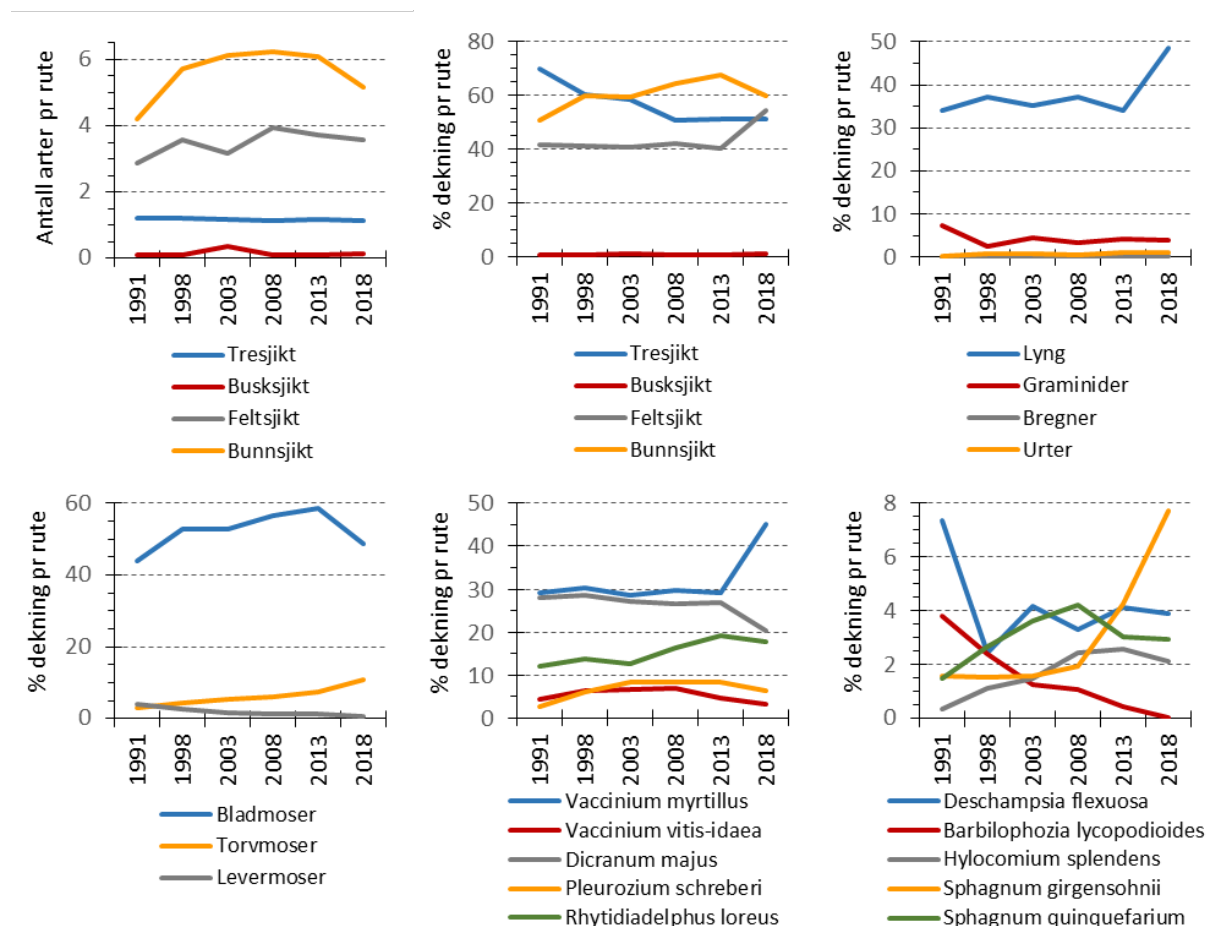 Antall arter pr rute
6
4
2
0
1991
1998
2003
2008
2013
2018
Tresjikt
Busksjikt
Feltsjikt
Bunnsjikt
% dekning pr rute
80
60
40
20
0
1991
1998
2003
2008
2013
2018
Tresjikt
Busksjikt
Feltsjikt
Bunnsjikt
% dekning pr rute
50
40
30
20
10
0
1991
1998
2003
2008
2013
2018
Lyng
Graminider
Bregner
Urter
% dekning pr rute
60
40
20
0
1991
1998
2003
2008
2013
2018
Bladmoser
Torvmoser
Levermoser
% dekning pr rute
50
40
30
20
10
0
1991
1998
2003
2008
2013
2018
Vaccinium myrtillus
Vaccinium vitis-idaea
Dicranum majus
Pleurozium schreberi
Rhytidiadelphus loreus
% dekning pr rute
8
6
4
2
0
1991
1998
2003
2008
2013
2018
Deschampsia flexuosa
Barbilophozia lycopodioides
Hylocomium splendens
Sphagnum girgensohnii
Sphagnum quinquefarium